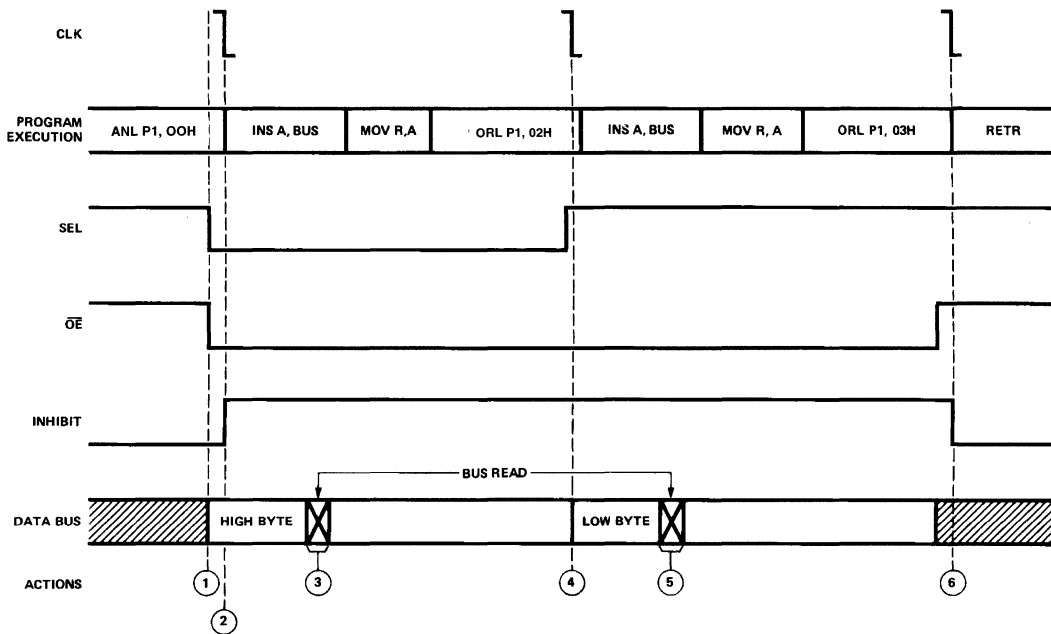 CLK
PROGRAM
EXECUTION
ANL P1, OOH
INS A, BUS
MOV R,A
ORL P1, 02H
INS A, BUS
MOV R, A
ORL P1, 03H
RETR
SEL
OE
INHIBIT
BUS READ
DATA BUS
HIGH BYTE
LOW BYTE
ACTIONS
1
2
3
4
5
6